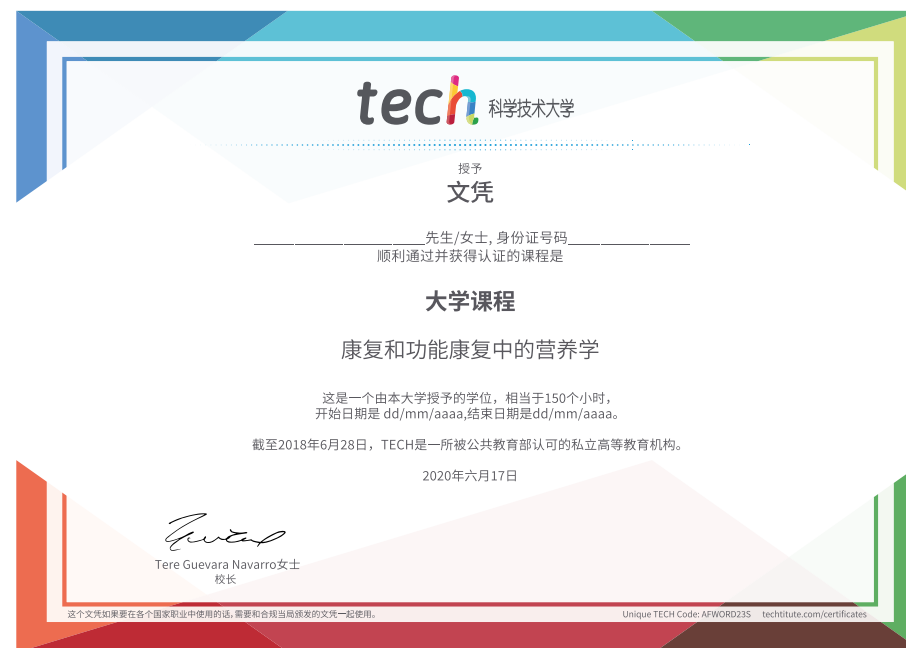 tech 科学技术大学
授予
文凭
先生/女士, 身份证号码
顺利通过并获得认证的课程是
大学课程
康复和功能康复中的营养学
这是一个由本大学授予的学位，相当于150个小时，
开始日期是 dd/mm/aaaa,结束日期是dd/mm/aaaa。
截至2018年6月28日，TECH是一所被公共教育部认可的私立高等教育机构。
2020年六月17日
Tere Guevara Navarro女士
校长
这个文凭如果要在各个国家职业中使用的话,需要和合规当局颁发的文凭一起使用。
Unique TECH Code: AFWORD23S techtitute.com/certificates